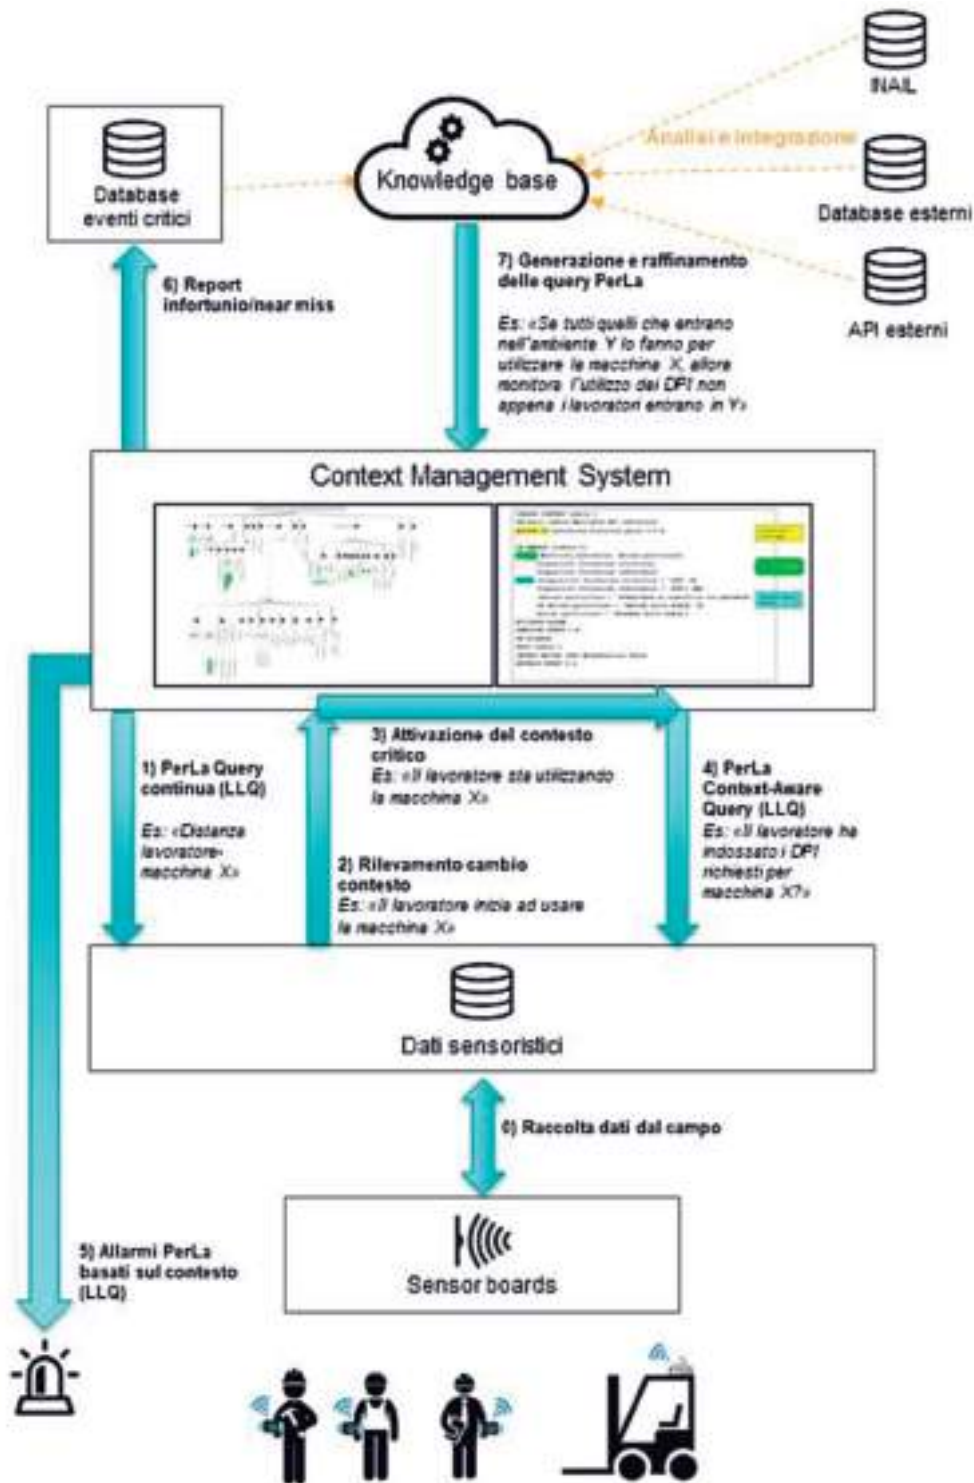 INAIL
Analisi e integrazione
Database
eventi critici
Knowledge base
Database esterni
API esterni
6) Report
infortunio/near miss
7) Generazione e raffinamento
delle query PerLa
Es: «Se tutti quelli che entrano
nell'ambiente Y lo fanno per
utilizzare la macchina X, allora
monitora l'utilizzo dei DPI non
appena i lavoratori entrano in Y»
Context Management System
1) PerLa Query
continua (LLQ)
Es: «Distanza
lavoratore-
macchina X»
3) Attivazione del contesto
critico
Es: «Il lavoratore sta utilizzando
la macchina X»
2) Rilevamento cambio
contesto
Es: «Il lavoratore inizia ad usare
la macchina X»
4) PerLa
Context-Aware
Query (LLQ)
Es: «Il lavoratore ha
indossato i DPI
richiesti per
macchina X?»
Dati sensoristici
0) Raccolta dati dal campo
Sensor boards
5) Allarmi PerLa
basati sul contesto
(LLQ)